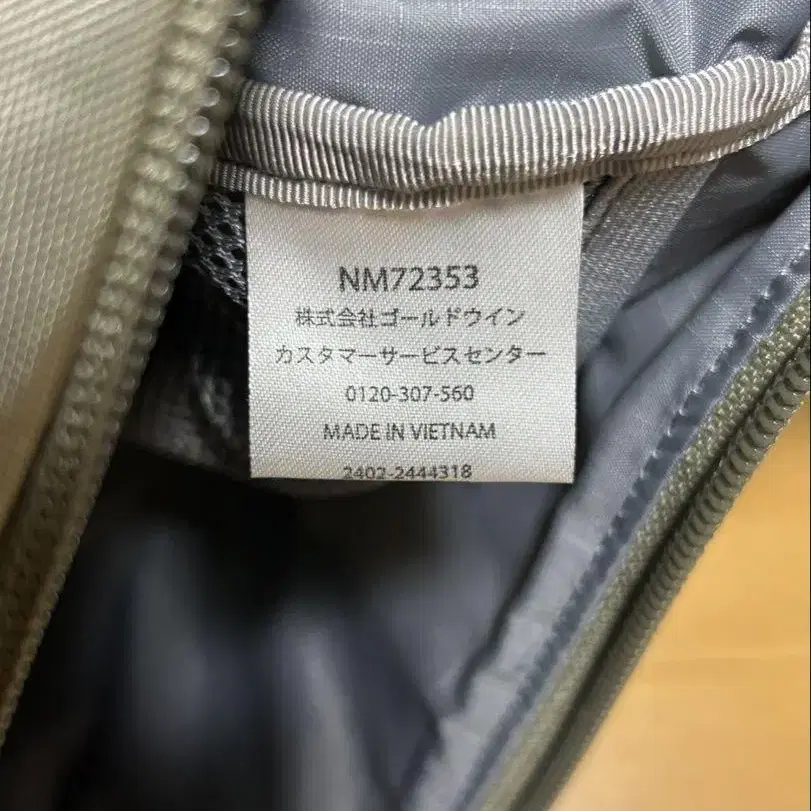 NM72353
株式会社ゴールドウイン
カスタマーサービスセンター
0120-307-560
MADE IN VIETNAM
2402-2444318